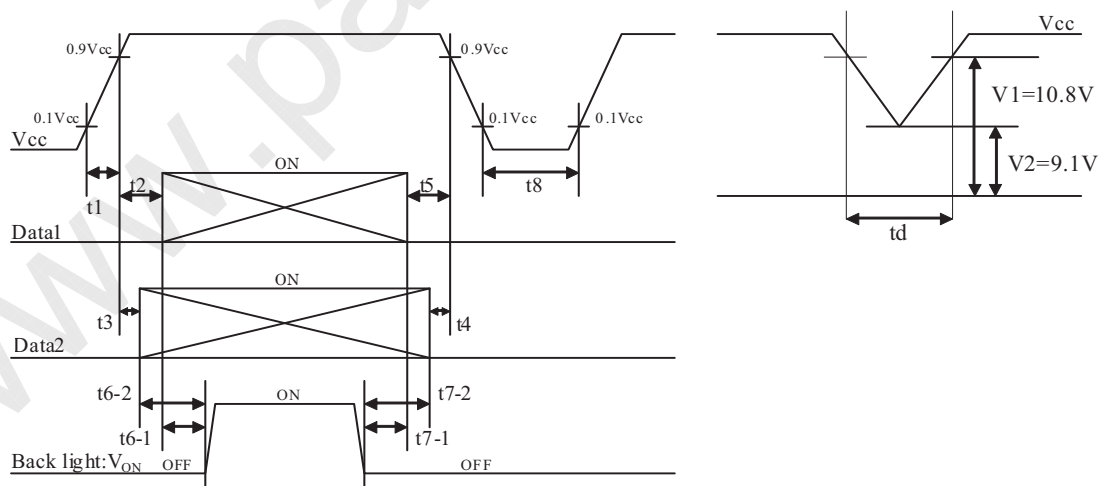 0.9Vcc
0.9Vcc
Vcc
V1=10.8V
0.1Vcc
0.1Vcc
0.1Vcc
Vcc
V2=9.1V
ON
t2
t5
t8
t1
Data1
td
ON
t3
t4
Data2
t6-2
ON
t7-2
t6-1
t7-1
Back light:VON
OFF
OFF
www.pa